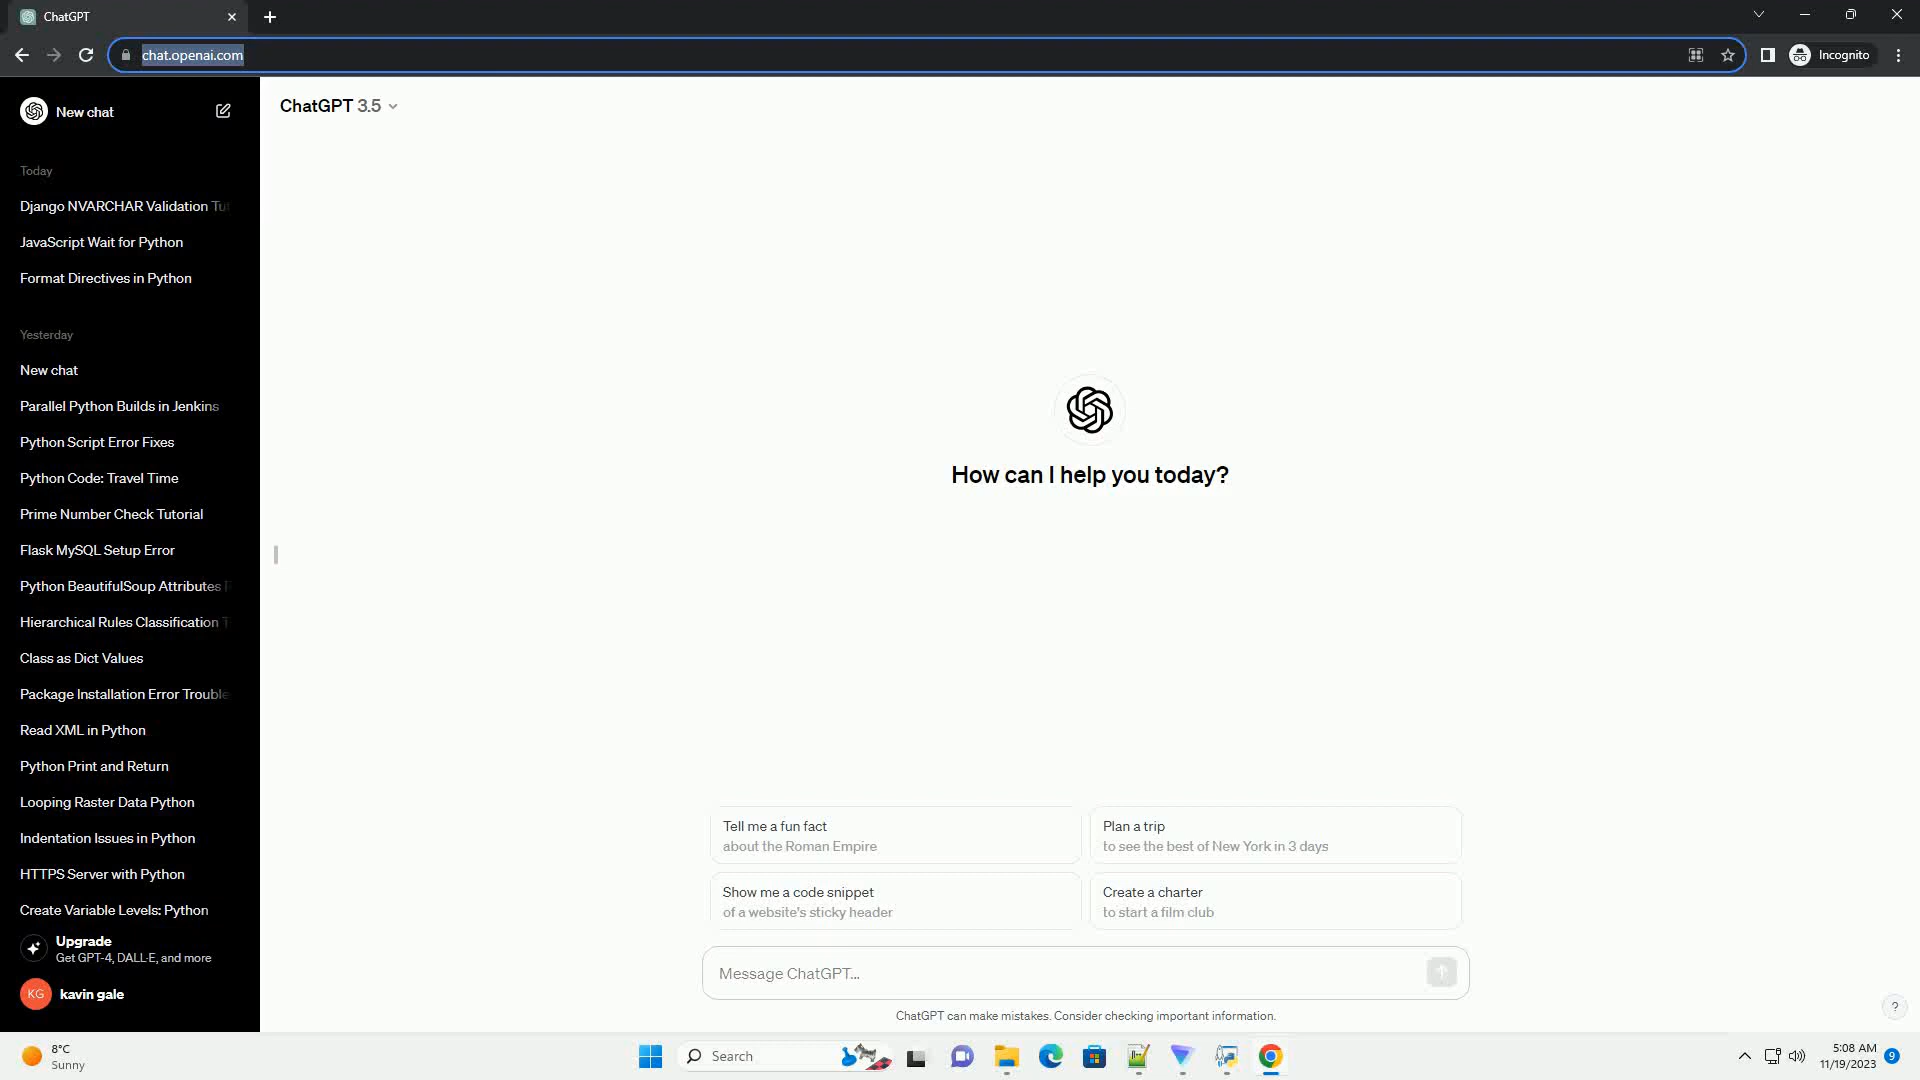 ChatGPT
chat.openai.com
Incognito
New chat
ChatGPT 3.5
Today
Django NVARCHAR Validation Tu
JavaScript Wait for Python
Format Directives in Python
Yesterday
New chat
Parallel Python Builds in Jenkins
Python Script Error Fixes
Python Code: Travel Time
Prime Number Check Tutorial
Flask MySQL Setup Error
Python BeautifulSoup Attributes
Hierarchical Rules Classification T
Class as Dict Values
Package Installation Error Trouble
Read XML in Python
Python Print and Return
Looping Raster Data Python
Indentation Issues in Python
HTTPS Server with Python
Create Variable Levels: Python
Upgrade
Get GPT-4, DALL·E, and more
KG
kavin gale
How can I help you today?
Tell me a fun fact
about the Roman Empire
Plan a trip
to see the best of New York in 3 days
Show me a code snippet
of a website's sticky header
Create a charter
to start a film club
Message ChatGPT...
ChatGPT can make mistakes. Consider checking important information.
?
8°C
Sunny
Search
5:08 AM
11/19/2023
9